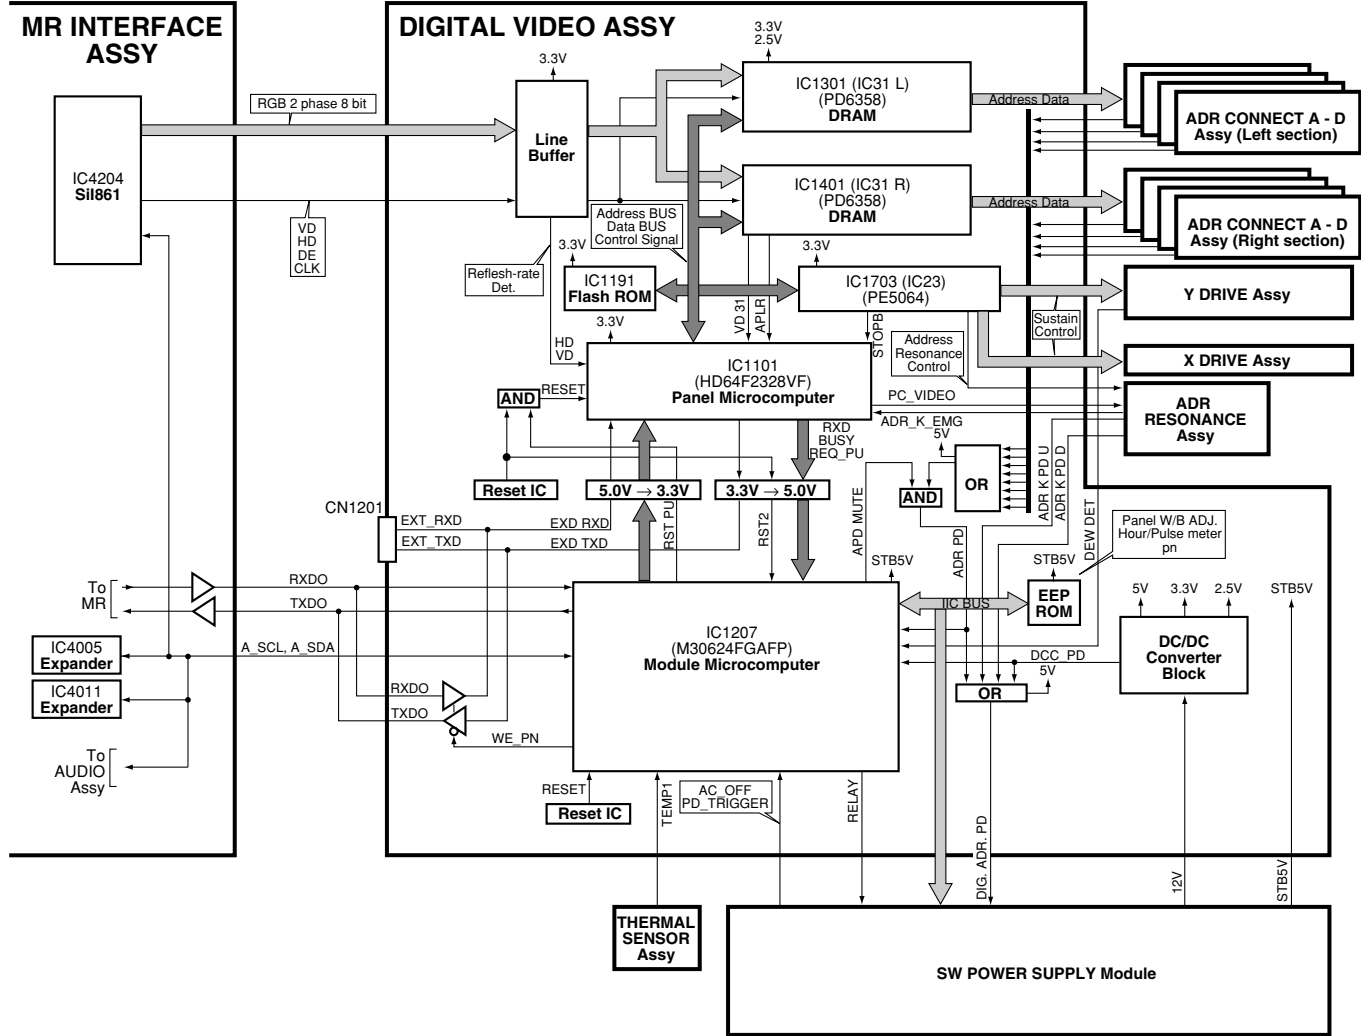 MR INTERFACE
ASSY
DIGITAL VIDEO ASSY
3.3V
2.5V
3.3V
IC1301 (IC31 L)
(PD6358)
DRAM
Address Data
ADR CONNECT A - D
Assy (Left section)
RGB 2 phase 8 bit
Line
Buffer
IC4204
Sil861
IC1401 (IC31 R)
(PD6358)
DRAM
Address Data
ADR CONNECT A - D
Assy (Right section)
VD
HD
DE
CLK
Address BUS
Data BUS
Control Signal
Reflesh-rate
Det.
3.3V
IC1191
Flash ROM
3.3V
IC1703 (IC23)
(PE5064)
Y DRIVE Assy
Sustain
Control
VD 31
APLR
STOPB
3.3V
HD
VD
Address
Resonance
Control
X DRIVE Assy
IC1101
(HD64F2328VF)
Panel Microcomputer
AND
RESET
PC_VIDEO
ADR_K_EMG
ADR
RESONANCE
Assy
RXD
BUSY
REQ_PU
5V
OR
AND
ADR K PD U
ADR K PD D
Reset IC
5.0V → 3.3V
3.3V → 5.0V
CN1201
EXT_RXD
EXD RXD
EXT_TXD
EXD TXD
RST PU
RST2
APD MUTE
ADR PD
DEW DET
Panel W/B ADJ.
Hour/Pulse meter
pn
STB5V
STB5V
To
MR
RXDO
TXDO
IIC BUS
EEP
ROM
5V
3.3V
2.5V
STB5V
IC1207
(M30624FGAFP)
Module Microcomputer
IC4005
Expander
A_SCL, A_SDA
DC/DC
Converter
Block
DCC_PD
5V
OR
IC4011
Expander
RXDO
TXDO
WE_PN
To
AUDIO
Assy
RESET
Reset IC
TEMP1
AC_OFF
PD_TRIGGER
RELAY
DIG. ADR. PD
12V
STB5V
THERMAL
SENSOR
Assy
SW POWER SUPPLY Module